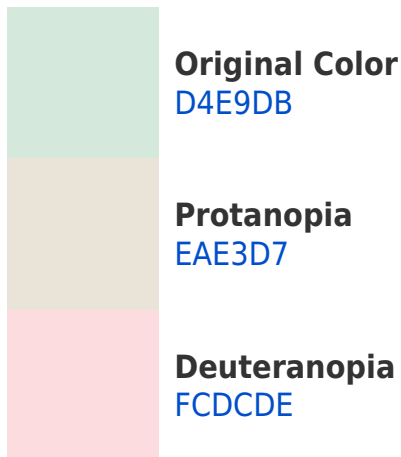 Original Color
D4E9DB
Protanopia
EAE3D7
Deuteranopia
FCDCDE